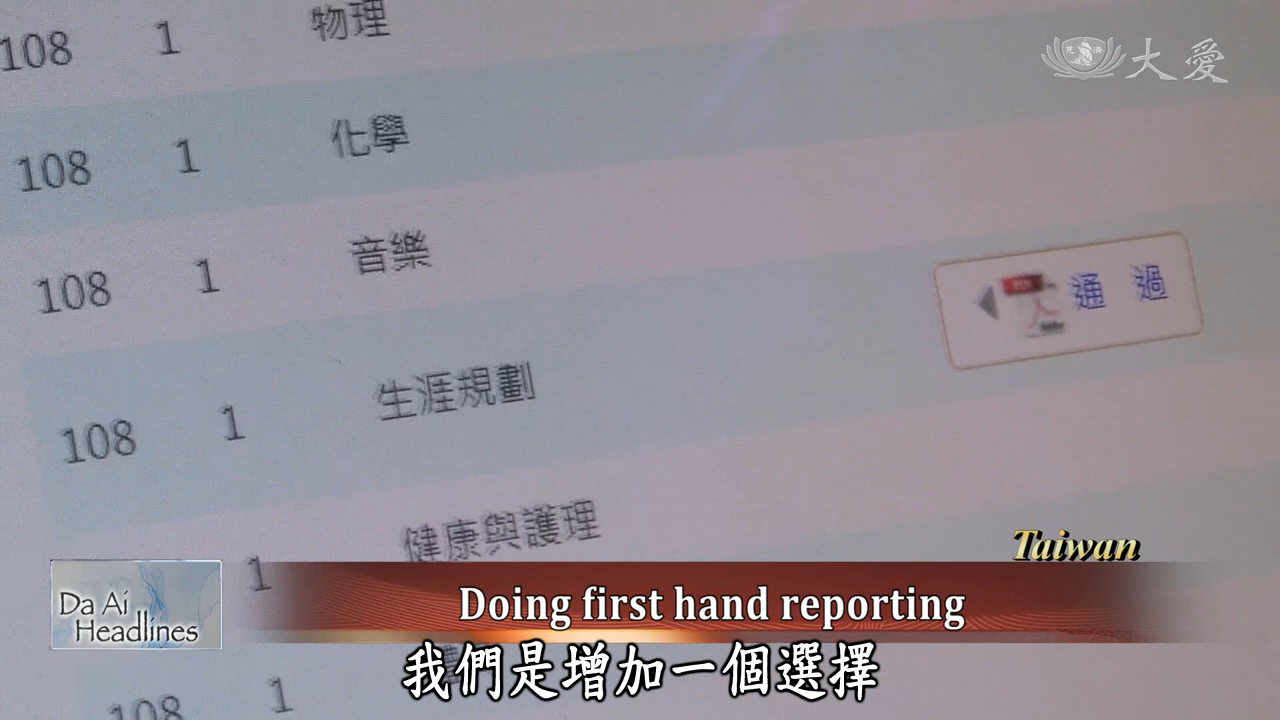 108 1 物理
大愛
108 1 化學
108 1 音樂
PDF 通過
108 1 生涯規劃
1 健康與護理
Taiwan
Da Ai
Headlines
Doing first hand reporting
我們是增加一個選擇
108 1